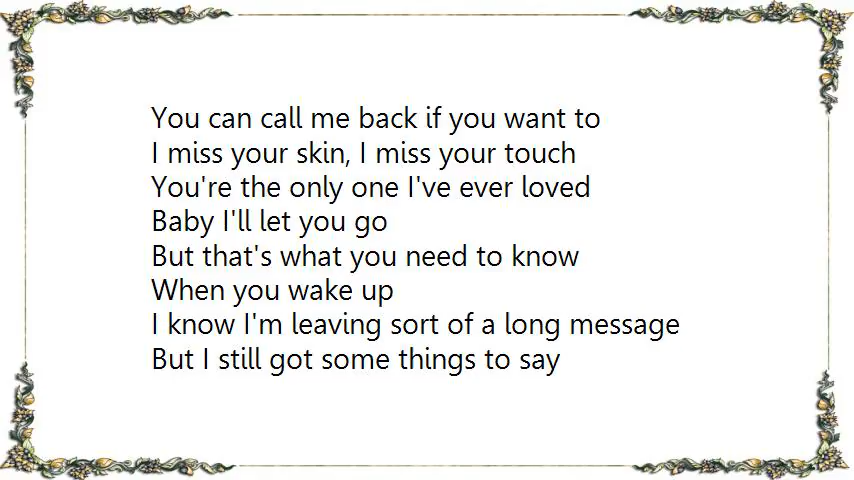 You can call me back if you want to
I miss your skin, I miss your touch
You're the only one I've ever loved
Baby I'll let you go
But that's what you need to know
When you wake up
I know I'm leaving sort of a long message
But I still got some things to say